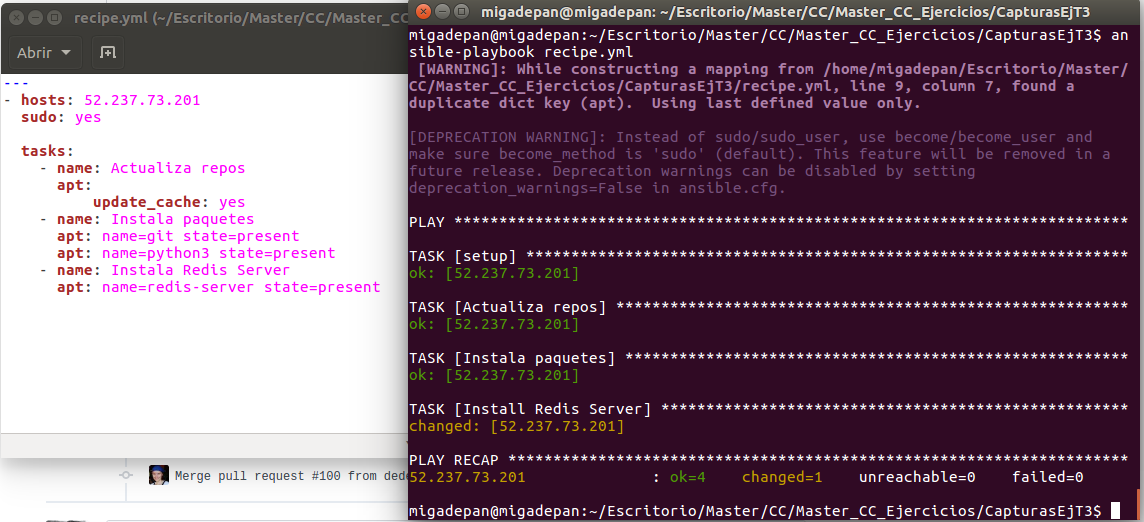 recipe.yml (~/Escritorio/Master/CC/Master_CC
Abrir
---
- hosts: 52.237.73.201
  sudo: yes
  tasks:
    - name: Actualiza repos
      apt:
          update_cache: yes
    - name: Instala paquetes
      apt: name=git state=present
      apt: name=python3 state=present
    - name: Instala Redis Server
      apt: name=redis-server state=present
Merge pull request #100 from ded
migadepan@migadepan: ~/Escritorio/Master/CC/Master_CC_Ejercicios/CapturasEjT3
migadepan@migadepan:~/Escritorio/Master/CC/Master_CC_Ejercicios/CapturasEjT3$ an
sible-playbook recipe.yml
 [WARNING]: While constructing a mapping from /home/migadepan/Escritorio/Master/
CC/Master_CC_Ejercicios/CapturasEjT3/recipe.yml, line 9, column 7, found a
duplicate dict key (apt).  Using last defined value only.
[DEPRECATION WARNING]: Instead of sudo/sudo_user, use become/become_user and
make sure become_method is 'sudo' (default). This feature will be removed in a
future release. Deprecation warnings can be disabled by setting
deprecation_warnings=False in ansible.cfg.
PLAY ***************************************************************************
TASK [setup] *******************************************************************
ok: [52.237.73.201]
TASK [Actualiza repos] *********************************************************
ok: [52.237.73.201]
TASK [Instala paquetes] ********************************************************
ok: [52.237.73.201]
TASK [Install Redis Server] ****************************************************
changed: [52.237.73.201]
PLAY RECAP *********************************************************************
52.237.73.201              : ok=4    changed=1    unreachable=0    failed=0
migadepan@migadepan:~/Escritorio/Master/CC/Master_CC_Ejercicios/CapturasEjT3$